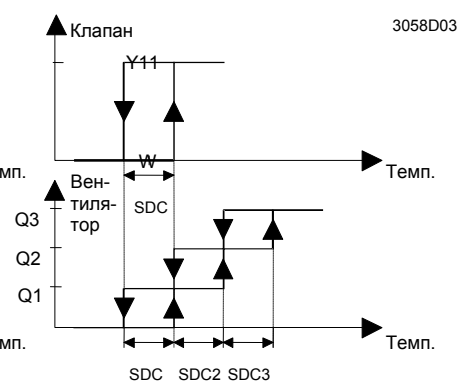 Клапан
3058D03
Y11
W
мп.
Темп.
Вен-
тиля-
тор
SDC
Q3
Q2
Q1
мп.
Темп.
SDC SDC2 SDC3